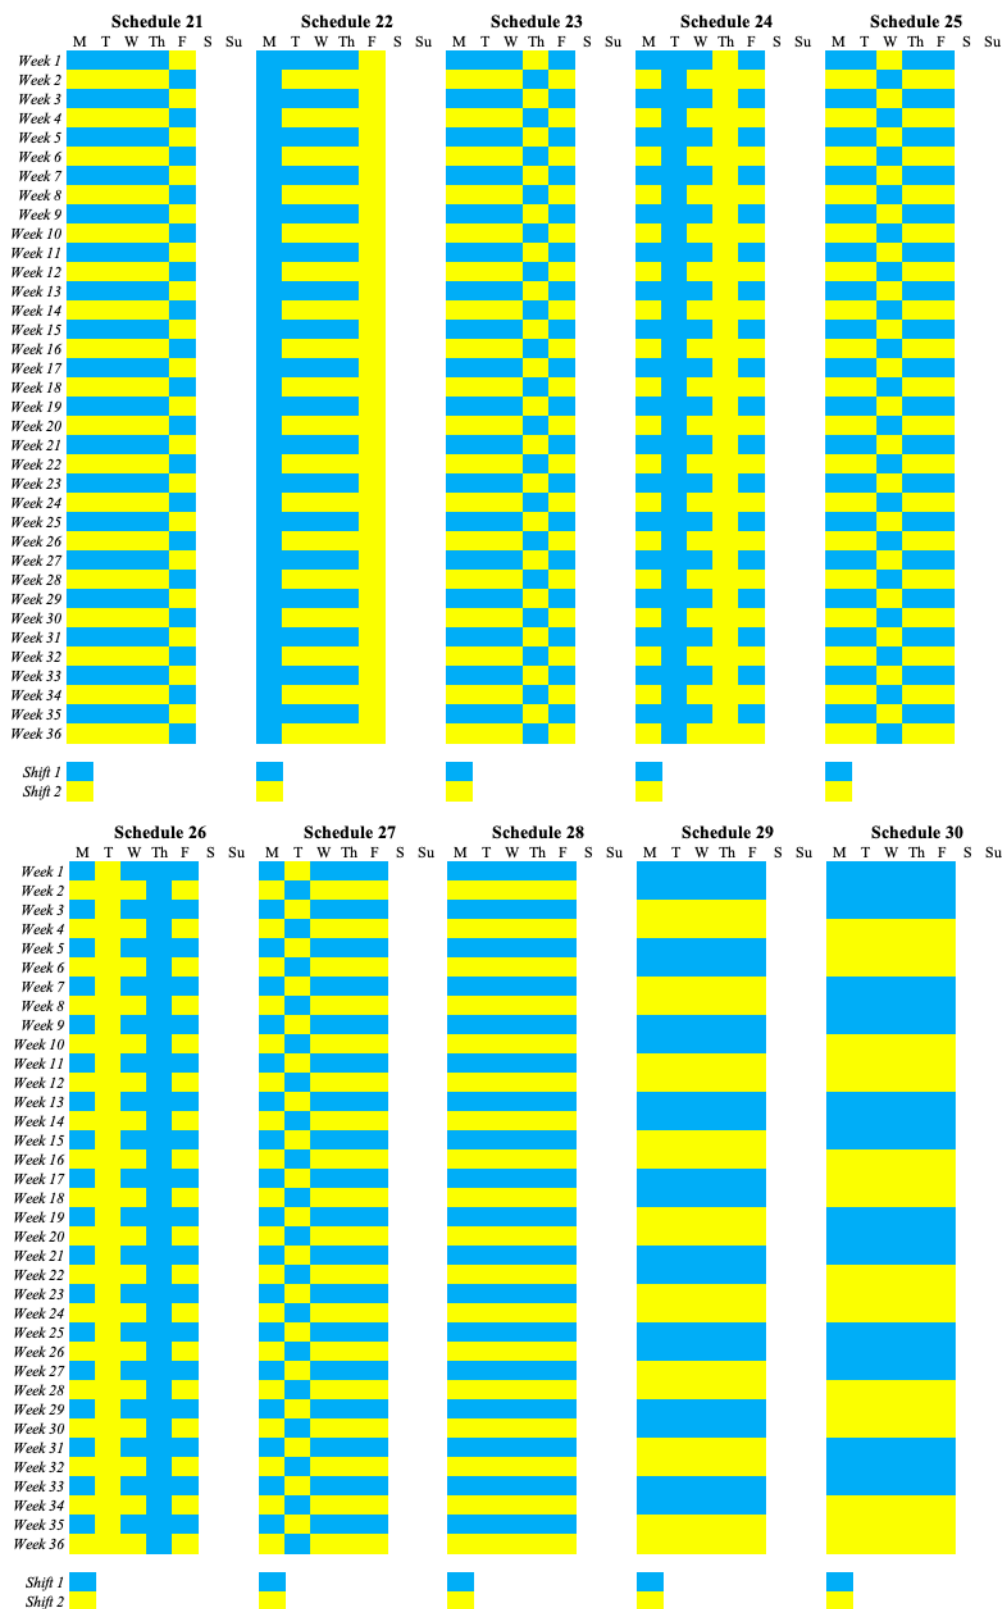 Schedule 21 Schedule 22 Schedule 23 Schedule 24 Schedule 25
M T W Th F S Su M T W Th F S Su M T W Th F S Su M T W Th F S Su M T W Th F S Su
Week 1
Week 2
Week 3
Week 4
Week 5
Week 6
Week 7
Week 8
Week 9
Week 10
Week 11
Week 12
Week 13
Week 14
Week 15
Week 16
Week 17
Week 18
Week 19
Week 20
Week 21
Week 22
Week 23
Week 24
Week 25
Week 26
Week 27
Week 28
Week 29
Week 30
Week 31
Week 32
Week 33
Week 34
Week 35
Week 36
Shift 1
Shift 2
Schedule 26 Schedule 27 Schedule 28 Schedule 29 Schedule 30
M T W Th F S Su M T W Th F S Su M T W Th F S Su M T W Th F S Su M T W Th F S Su
Week 1
Week 2
Week 3
Week 4
Week 5
Week 6
Week 7
Week 8
Week 9
Week 10
Week 11
Week 12
Week 13
Week 14
Week 15
Week 16
Week 17
Week 18
Week 19
Week 20
Week 21
Week 22
Week 23
Week 24
Week 25
Week 26
Week 27
Week 28
Week 29
Week 30
Week 31
Week 32
Week 33
Week 34
Week 35
Week 36
Shift 1
Shift 2